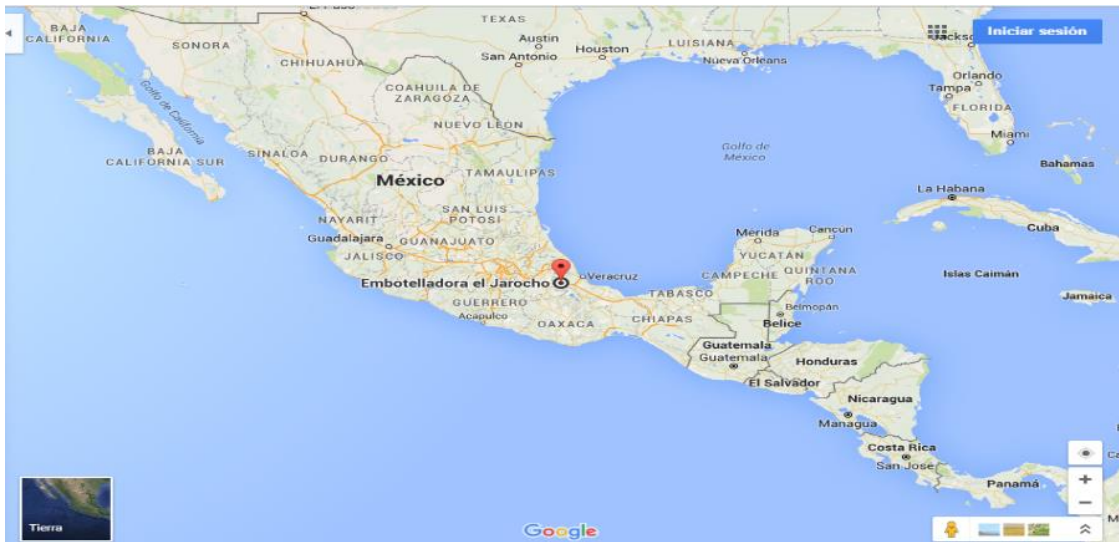 TEXAS
BAJA CALIFORNIA
SONORA
Austin
San Antonio
Houston
LUISIANA
Nueva Orleans
Iniciar sesión
CHIHUAHUA
Orlando
Tampa
FLORIDA
COAHUILA DE ZARAGOZA
Golfo de California
NUEVO LEÓN
Miami
BAJA CALIFORNIA SUR
SINALOA
DURANGO
Golfo de México
Bahamas
México
TAMAULIPAS
La Habana
SAN LUIS POTOSÍ
NAYARIT
Cuba
Guadalajara
GUANAJUATO
Mérida
Cancún
JALISCO
YUCATÁN
Embotelladora el Jarocho
Veracruz
CAMPECHE
QUINTANA ROO
Islas Caimán
TABASCO
Jamaica
GUERRERO
Belmopán
Acapulco
OAXACA
CHIAPAS
Belice
Guatemala
Guatemala
Honduras
El Salvador
Nicaragua
Managua
Costa Rica
San José
Panamá
Tierra
Google